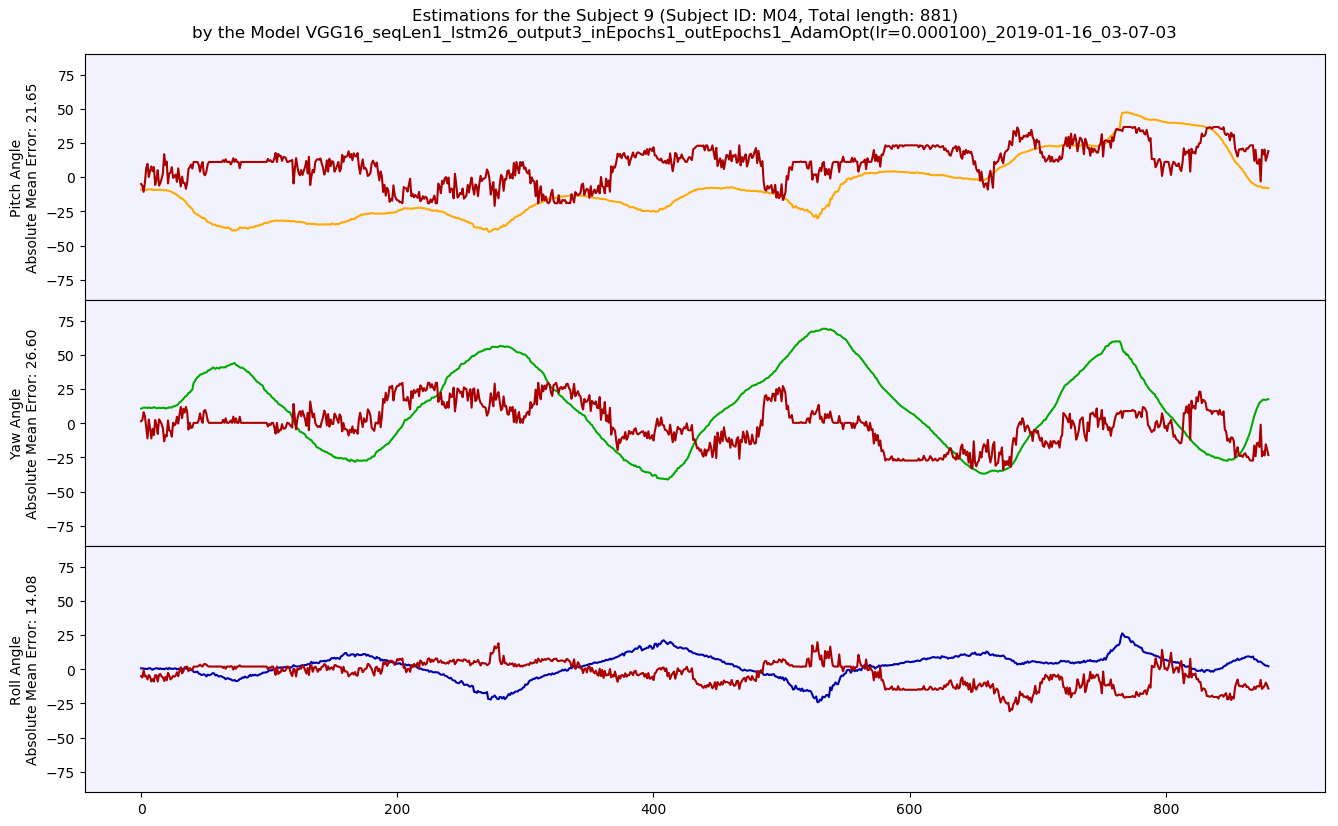 Estimations for the Subject 9 (Subject ID: M04, Total length: 881)
by the Model VGG16_seqLen1_lstm26_output3_inEpochs1_outEpochs1_AdamOpt(lr=0.000100)_2019-01-16_03-07-03
Pitch Angle
Absolute Mean Error: 21.65
75
50
25
0
−25
−50
−75
Yaw Angle
Absolute Mean Error: 26.60
75
50
25
0
−25
−50
−75
Roll Angle
Absolute Mean Error: 14.08
75
50
25
0
−25
−50
−75
0 200 400 600 800